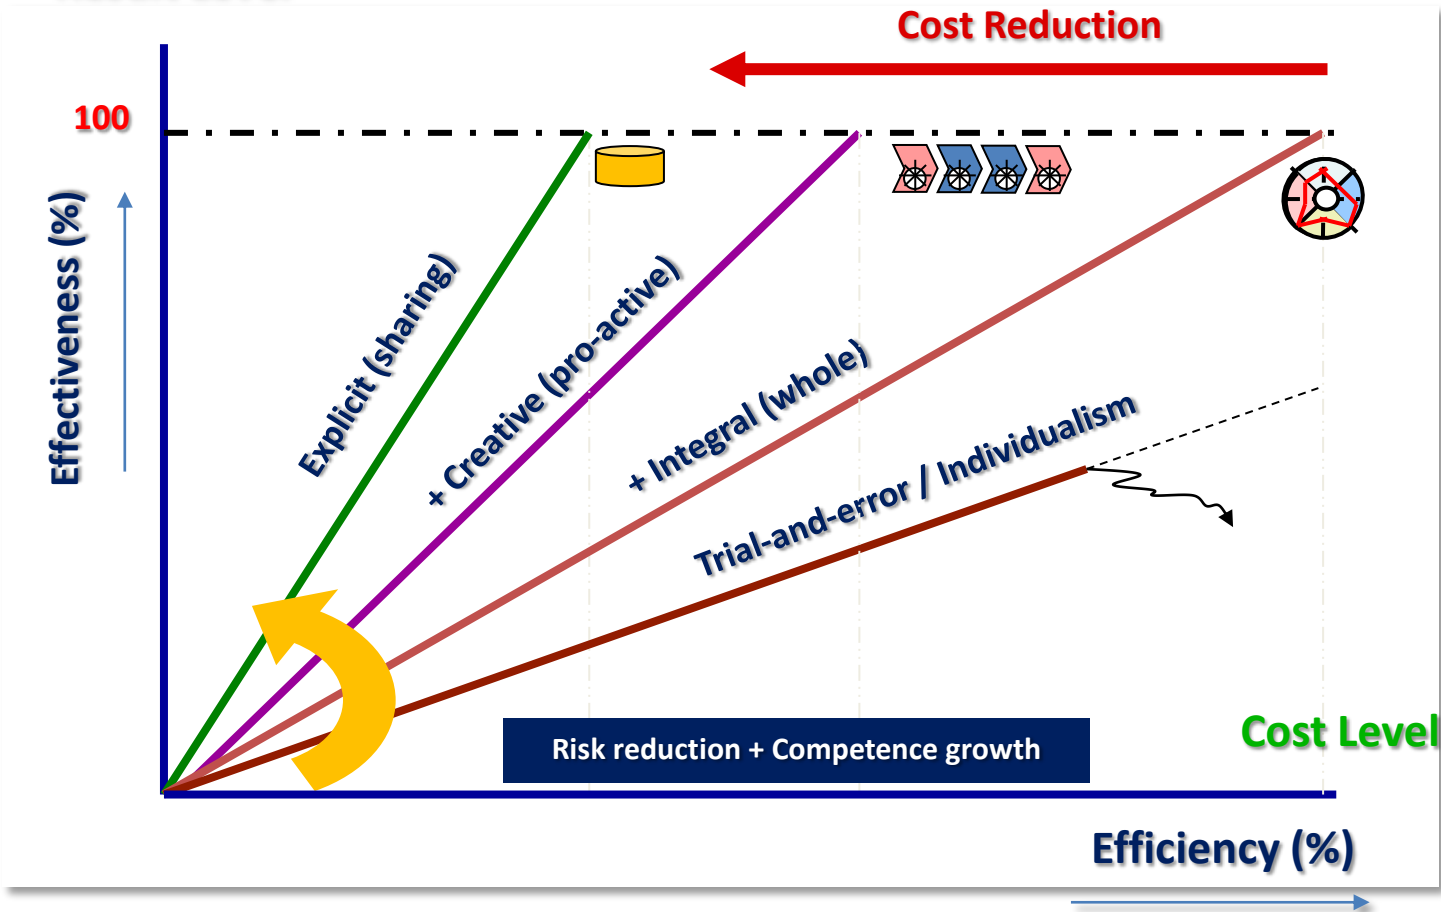 Cost Reduction
100
Effectiveness (%)
Explicit (sharing)
+ Creative (pro-active)
+ Integral (whole)
Trial-and-error / Individualism
Risk reduction + Competence growth
Cost Level
Efficiency (%)